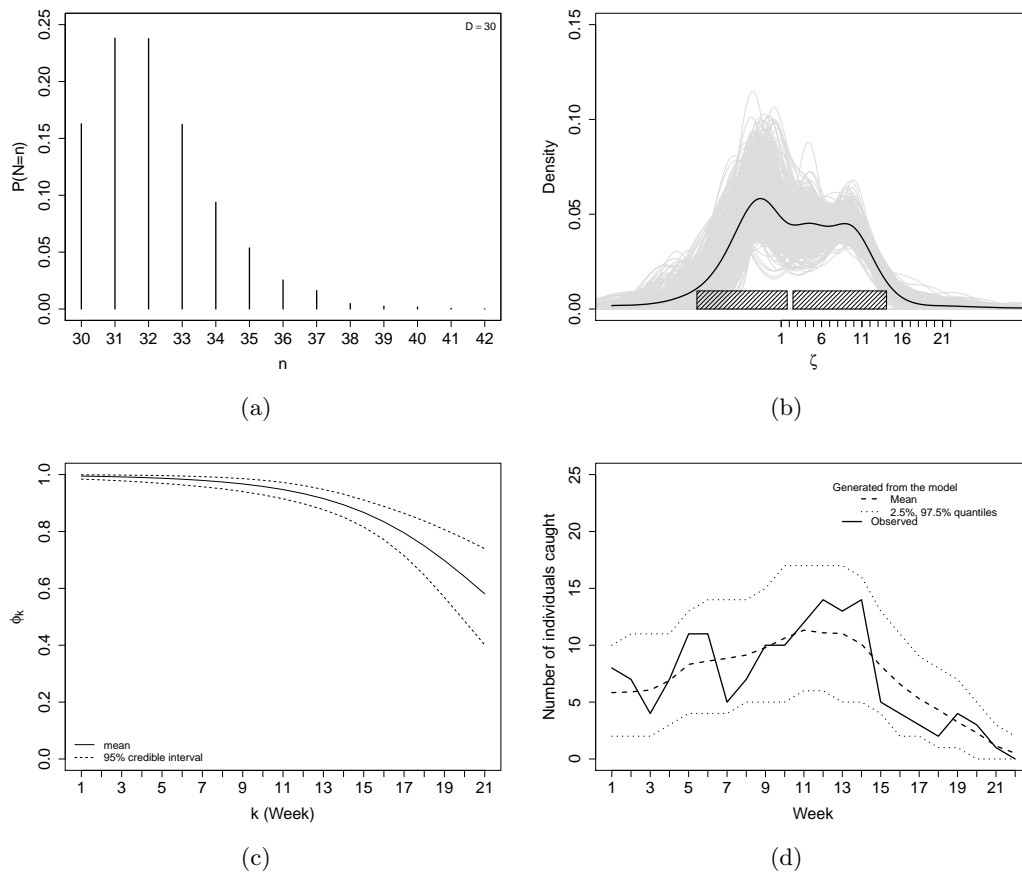 0.00 0.05 0.10 0.15 0.20 0.25
P(N=n)
D = 30
30 31 32 33 34 35 36 37 38 39 40 41 42
n
(a)
0.00 0.05 0.10 0.15
Density
1 6 11 16 21
ζ
(b)
0.0 0.2 0.4 0.6 0.8 1.0
ϕk
mean
95% credible interval
1 3 5 7 9 11 13 15 17 19 21
k (Week)
(c)
0 5 10 15 20 25
Number of individuals caught
Generated from the model
Mean
2.5%, 97.5% quantiles
Observed
1 3 5 7 9 11 13 15 17 19 21
Week
(d)